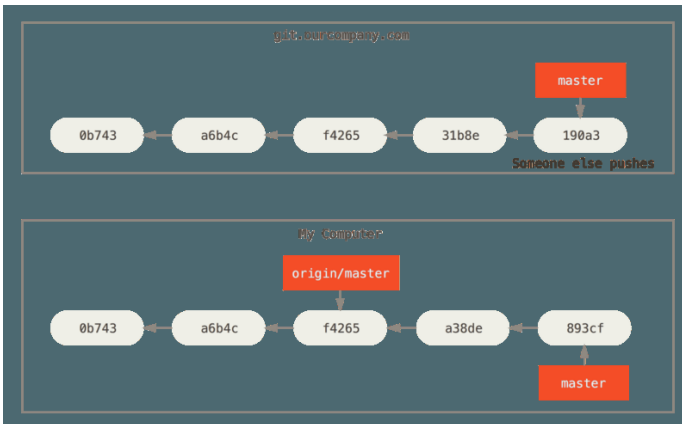 git.ourcompany.com
master
0b743 a6b4c f4265 31b8e 190a3
Someone else pushes
My Computer
origin/master
0b743 a6b4c f4265 a38de 893cf
master